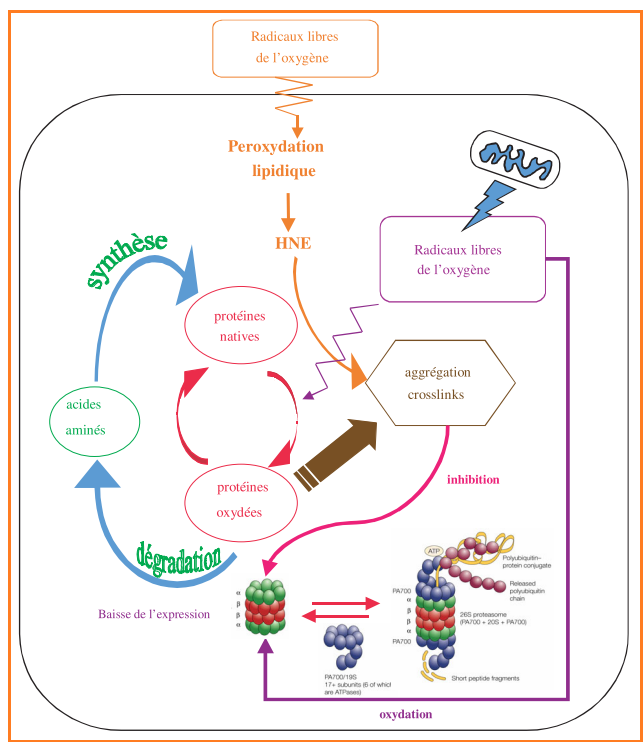 Radicaux libres
de l'oxygène
Peroxydation
lipidique
HNE
Radicaux libres
de l'oxygène
synthèse
protéines
natives
aggrégation
crosslinks
acides
aminés
protéines
oxydées
inhibition
dégradation
Baisse de l'expression
α
β
β
α
PA700/19S
17+ subunits (6 of which
are ATPases)
ATP
Polyubiquitin–
protein conjugate
Released
polyubiquitin
chain
PA700
α
β
β
α
PA700
26S proteasome
(PA700 + 20S + PA700)
Short peptide fragments
oxydation